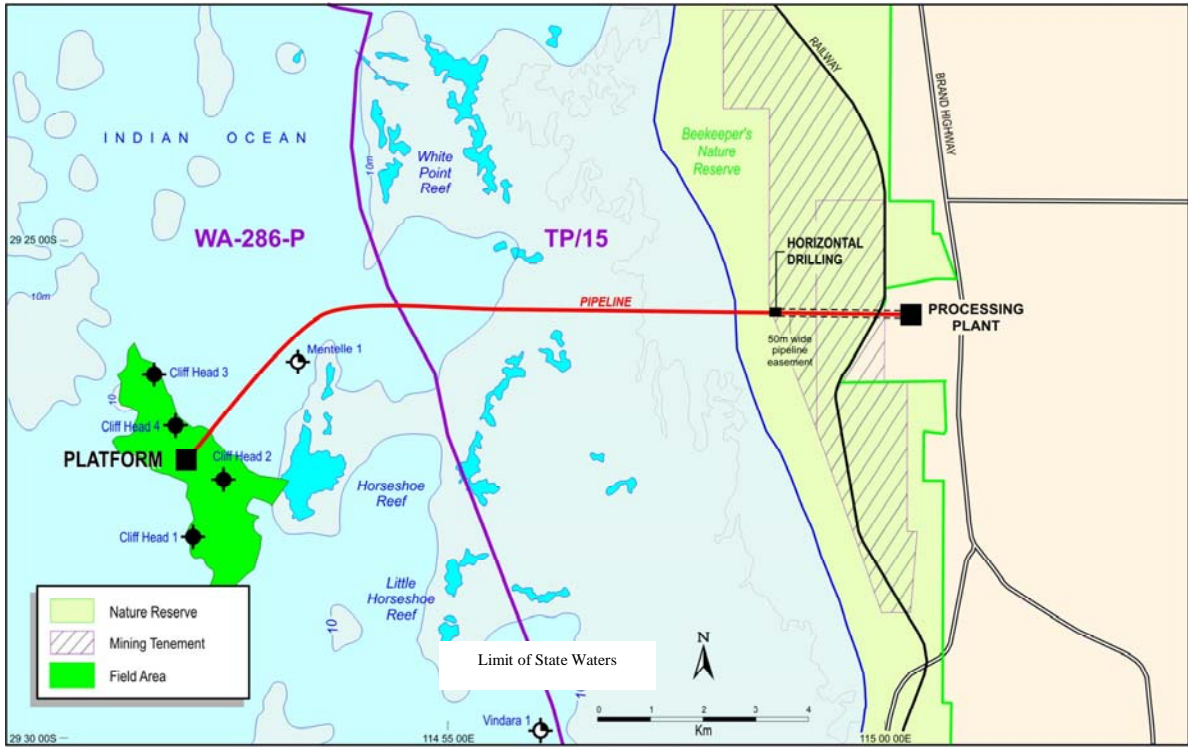 INDIAN OCEAN
10m
White
Point
Reef
RAILWAY
BRAND HIGHWAY
Beekeeper's
Nature
Reserve
29 25 00S
WA-286-P
TP/15
HORIZONTAL
DRILLING
10m
PIPELINE
PROCESSING
PLANT
50m wide
pipeline
easement
Mentelle 1
Cliff Head 3
10
Cliff Head 4
PLATFORM
Cliff Head 2
Horseshoe
Reef
Cliff Head 1
Little
Horseshoe
Reef
10
Nature Reserve
Mining Tenement
Field Area
Limit of State Waters
N
0 1 2 3 4
Km
Vindara 1
29 30 00S
114 55 00E
115 00 00E